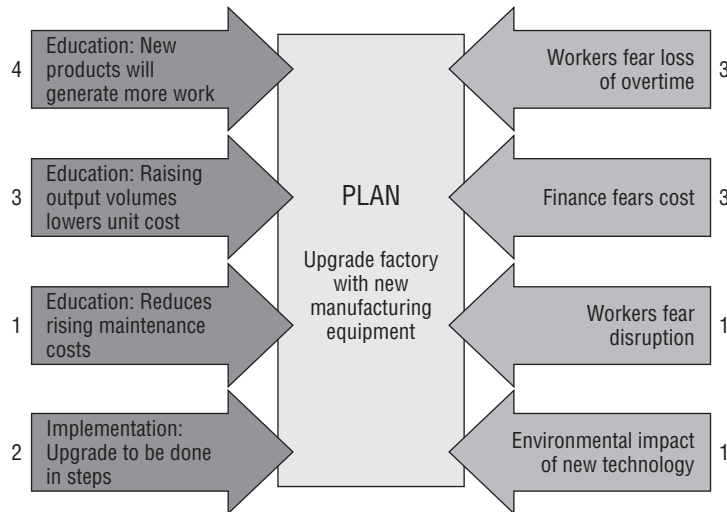 4
Education: New
products will
generate more work
3
Education: Raising
output volumes
lowers unit cost
1
Education: Reduces
rising maintenance
costs
2
Implementation:
Upgrade to be done
in steps
PLAN
Upgrade factory
with new
manufacturing
equipment
Workers fear loss
of overtime
3
Finance fears cost
3
Workers fear
disruption
1
Environmental impact
of new technology
1